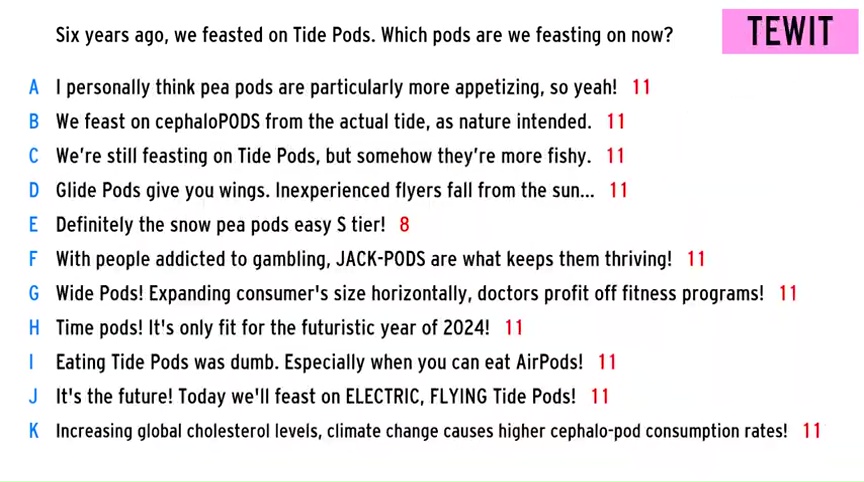 Six years ago, we feasted on Tide Pods. Which pods are we feasting on now?
TEWIT
A I personally think pea pods are particularly more appetizing, so yeah! 11
B We feast on cephaloPODS from the actual tide, as nature intended. 11
C We're still feasting on Tide Pods, but somehow they're more fishy. 11
D Glide Pods give you wings. Inexperienced flyers fall from the sun... 11
E Definitely the snow pea pods easy S tier! 8
F With people addicted to gambling, JACK-PODS are what keeps them thriving! 11
G Wide Pods! Expanding consumer's size horizontally, doctors profit off fitness programs! 11
H Time pods! It's only fit for the futuristic year of 2024! 11
I Eating Tide Pods was dumb. Especially when you can eat AirPods! 11
J It's the future! Today we'll feast on ELECTRIC, FLYING Tide Pods! 11
K Increasing global cholesterol levels, climate change causes higher cephalo-pod consumption rates! 11